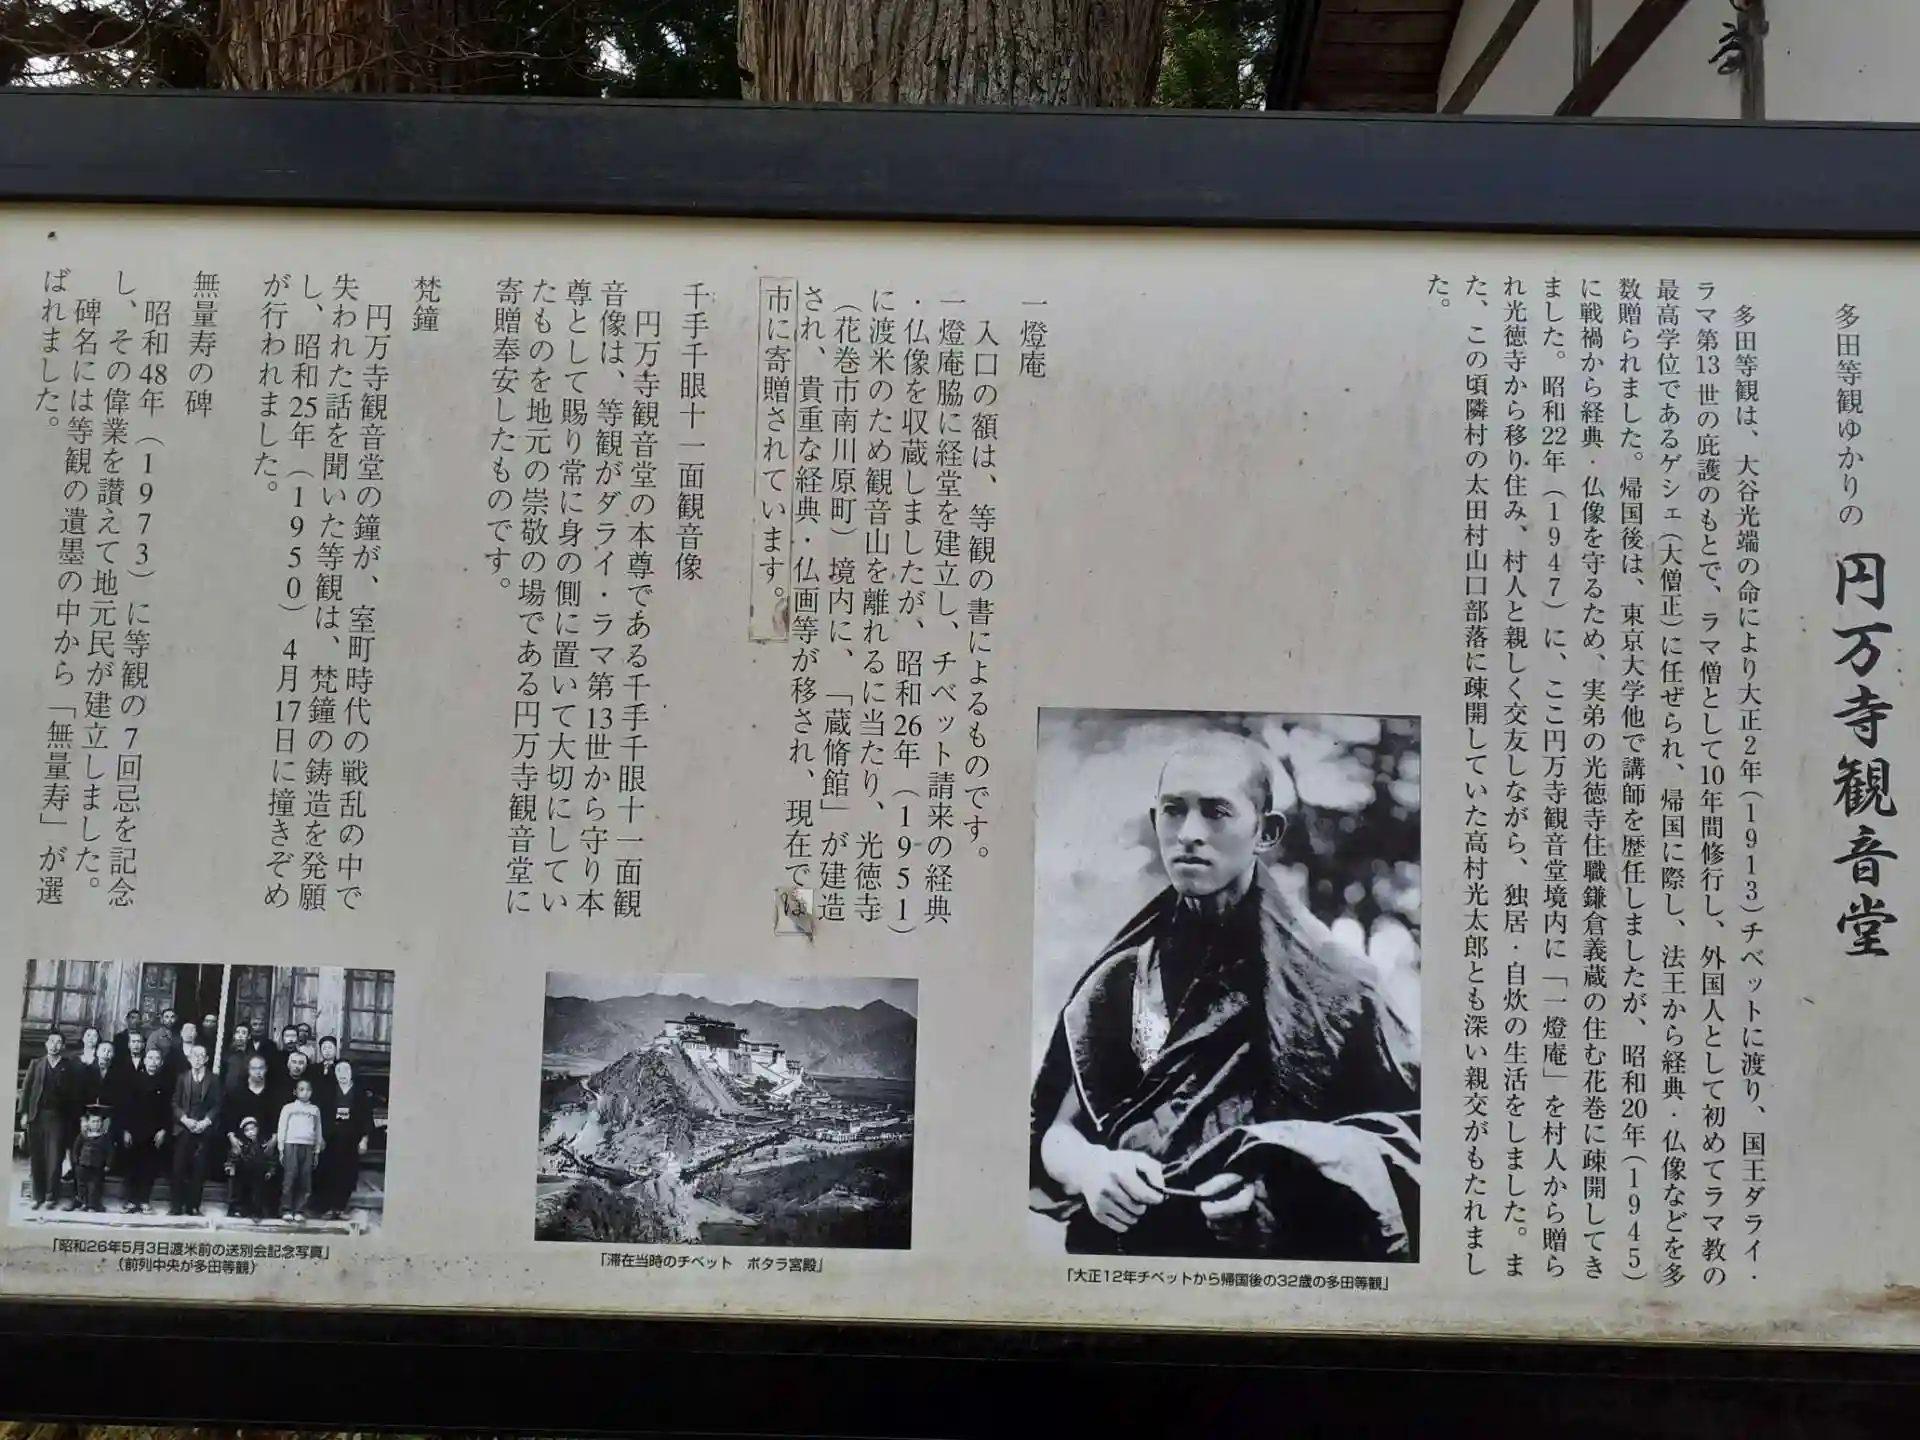 多田等観ゆかりの 円万寺観音堂
多田等観は、大谷光端の命により大正2年(1913)チベットに渡り、国王ダライ・
ラマ第13世の庇護のもとで、ラマ僧として10年間修行し、外国人として初めてラマ教の
最高学位であるゲシェ(大僧正)に任ぜられ、帰国に際し、法王から経典・仏像などを多
数贈られました。帰国後は、東京大学他で講師を歴任しましたが、昭和20年(1945)
に戦禍から経典・仏像を守るため、実弟の光徳寺住職鎌倉義蔵の住む花巻に疎開してき
ました。昭和22年(1947)に、ここ円万寺観音堂境内に「一燈庵」を村人から贈ら
れ光徳寺から移り住み、村人と親しく交友しながら、独居・自炊の生活をしました。ま
た、この頃隣村の太田村山口部落に疎開していた高村光太郎とも深い親交がもたれまし
た。
一燈庵
入口の額は、等観の書によるものです。
一燈庵脇に経堂を建立し、チベット請来の経典
・仏像を収蔵しましたが、昭和26年(1951)
に渡米のため観音山を離れるに当たり、光徳寺
(花巻市南川原町)境内に、「蔵脩館」が建造
され、貴重な経典・仏画等が移され、現在では
市に寄贈されています。
千手千眼十一面観音像
円万寺観音堂の本尊である千手千眼十一面観
音像は、等観がダライ・ラマ第13世から守り本
尊として賜り常に身の側に置いて大切にしてい
たものを地元の崇敬の場である円万寺観音堂に
寄贈奉安したものです。
梵鐘
円万寺観音堂の鐘が、室町時代の戦乱の中で
失われた話を聞いた等観は、梵鐘の鋳造を発願
し、昭和25年(1950)4月17日に撞きぞめ
が行われました。
無量寿の碑
昭和48年(1973)に等観の7回忌を記念
し、その偉業を讃えて地元民が建立しました。
碑名には等観の遺墨の中から「無量寿」が選
ばれました。
「大正12年チベットから帰国後の32歳の多田等観」
「滞在当時のチベット ポタラ宮殿」
「昭和26年5月3日渡米前の送別会記念写真」
(前列中央が多田等観)